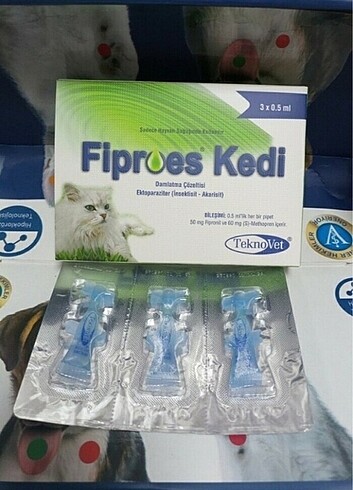 3 x 0.5 ml
Sadece Hayvan Sağlığında Kullanılır
Fiproes Kedi
Damlatma Çözeltisi
Ektoparaziter (İnsektisit - Akarisit)
BİLEŞİMİ: 0.5 ml'lik her bir pipet
50 mg Fipronil ve 60 mg (S)-Methopren içerir.
TeknoVet